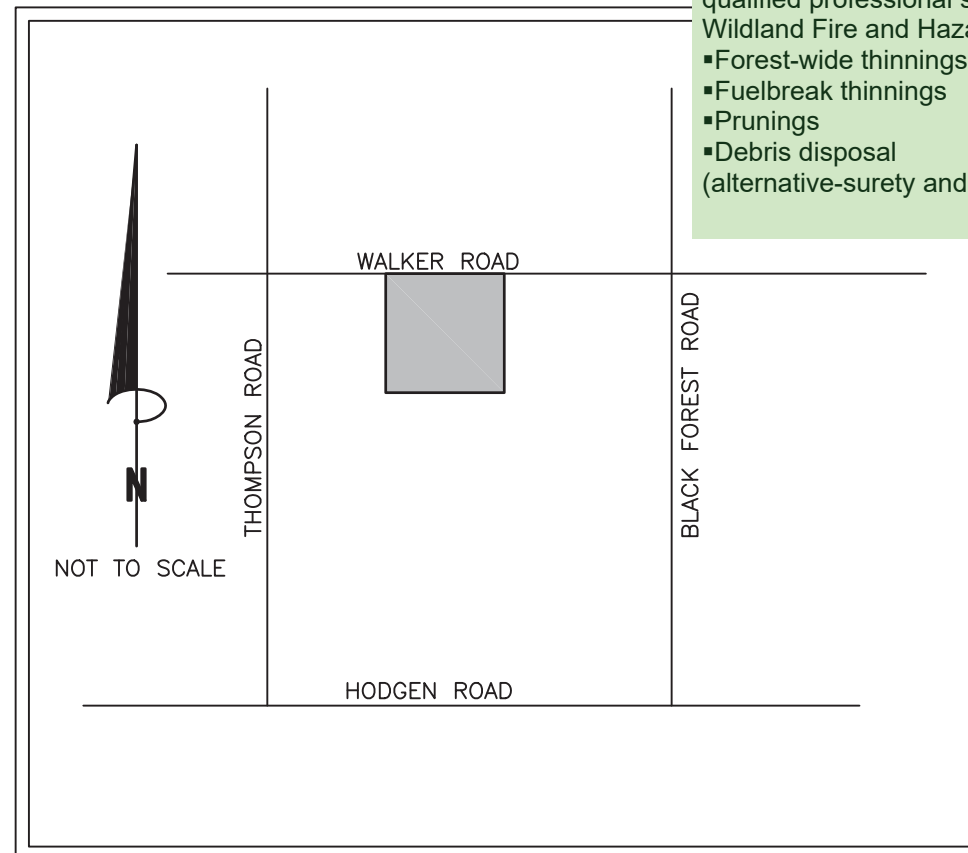 qualified professional s
Wildland Fire and Haza
▪Forest-wide thinnings
▪Fuelbreak thinnings
▪Prunings
▪Debris disposal
(alternative-surety and
WALKER ROAD
THOMPSON ROAD
BLACK FOREST ROAD
N
NOT TO SCALE
HODGEN ROAD